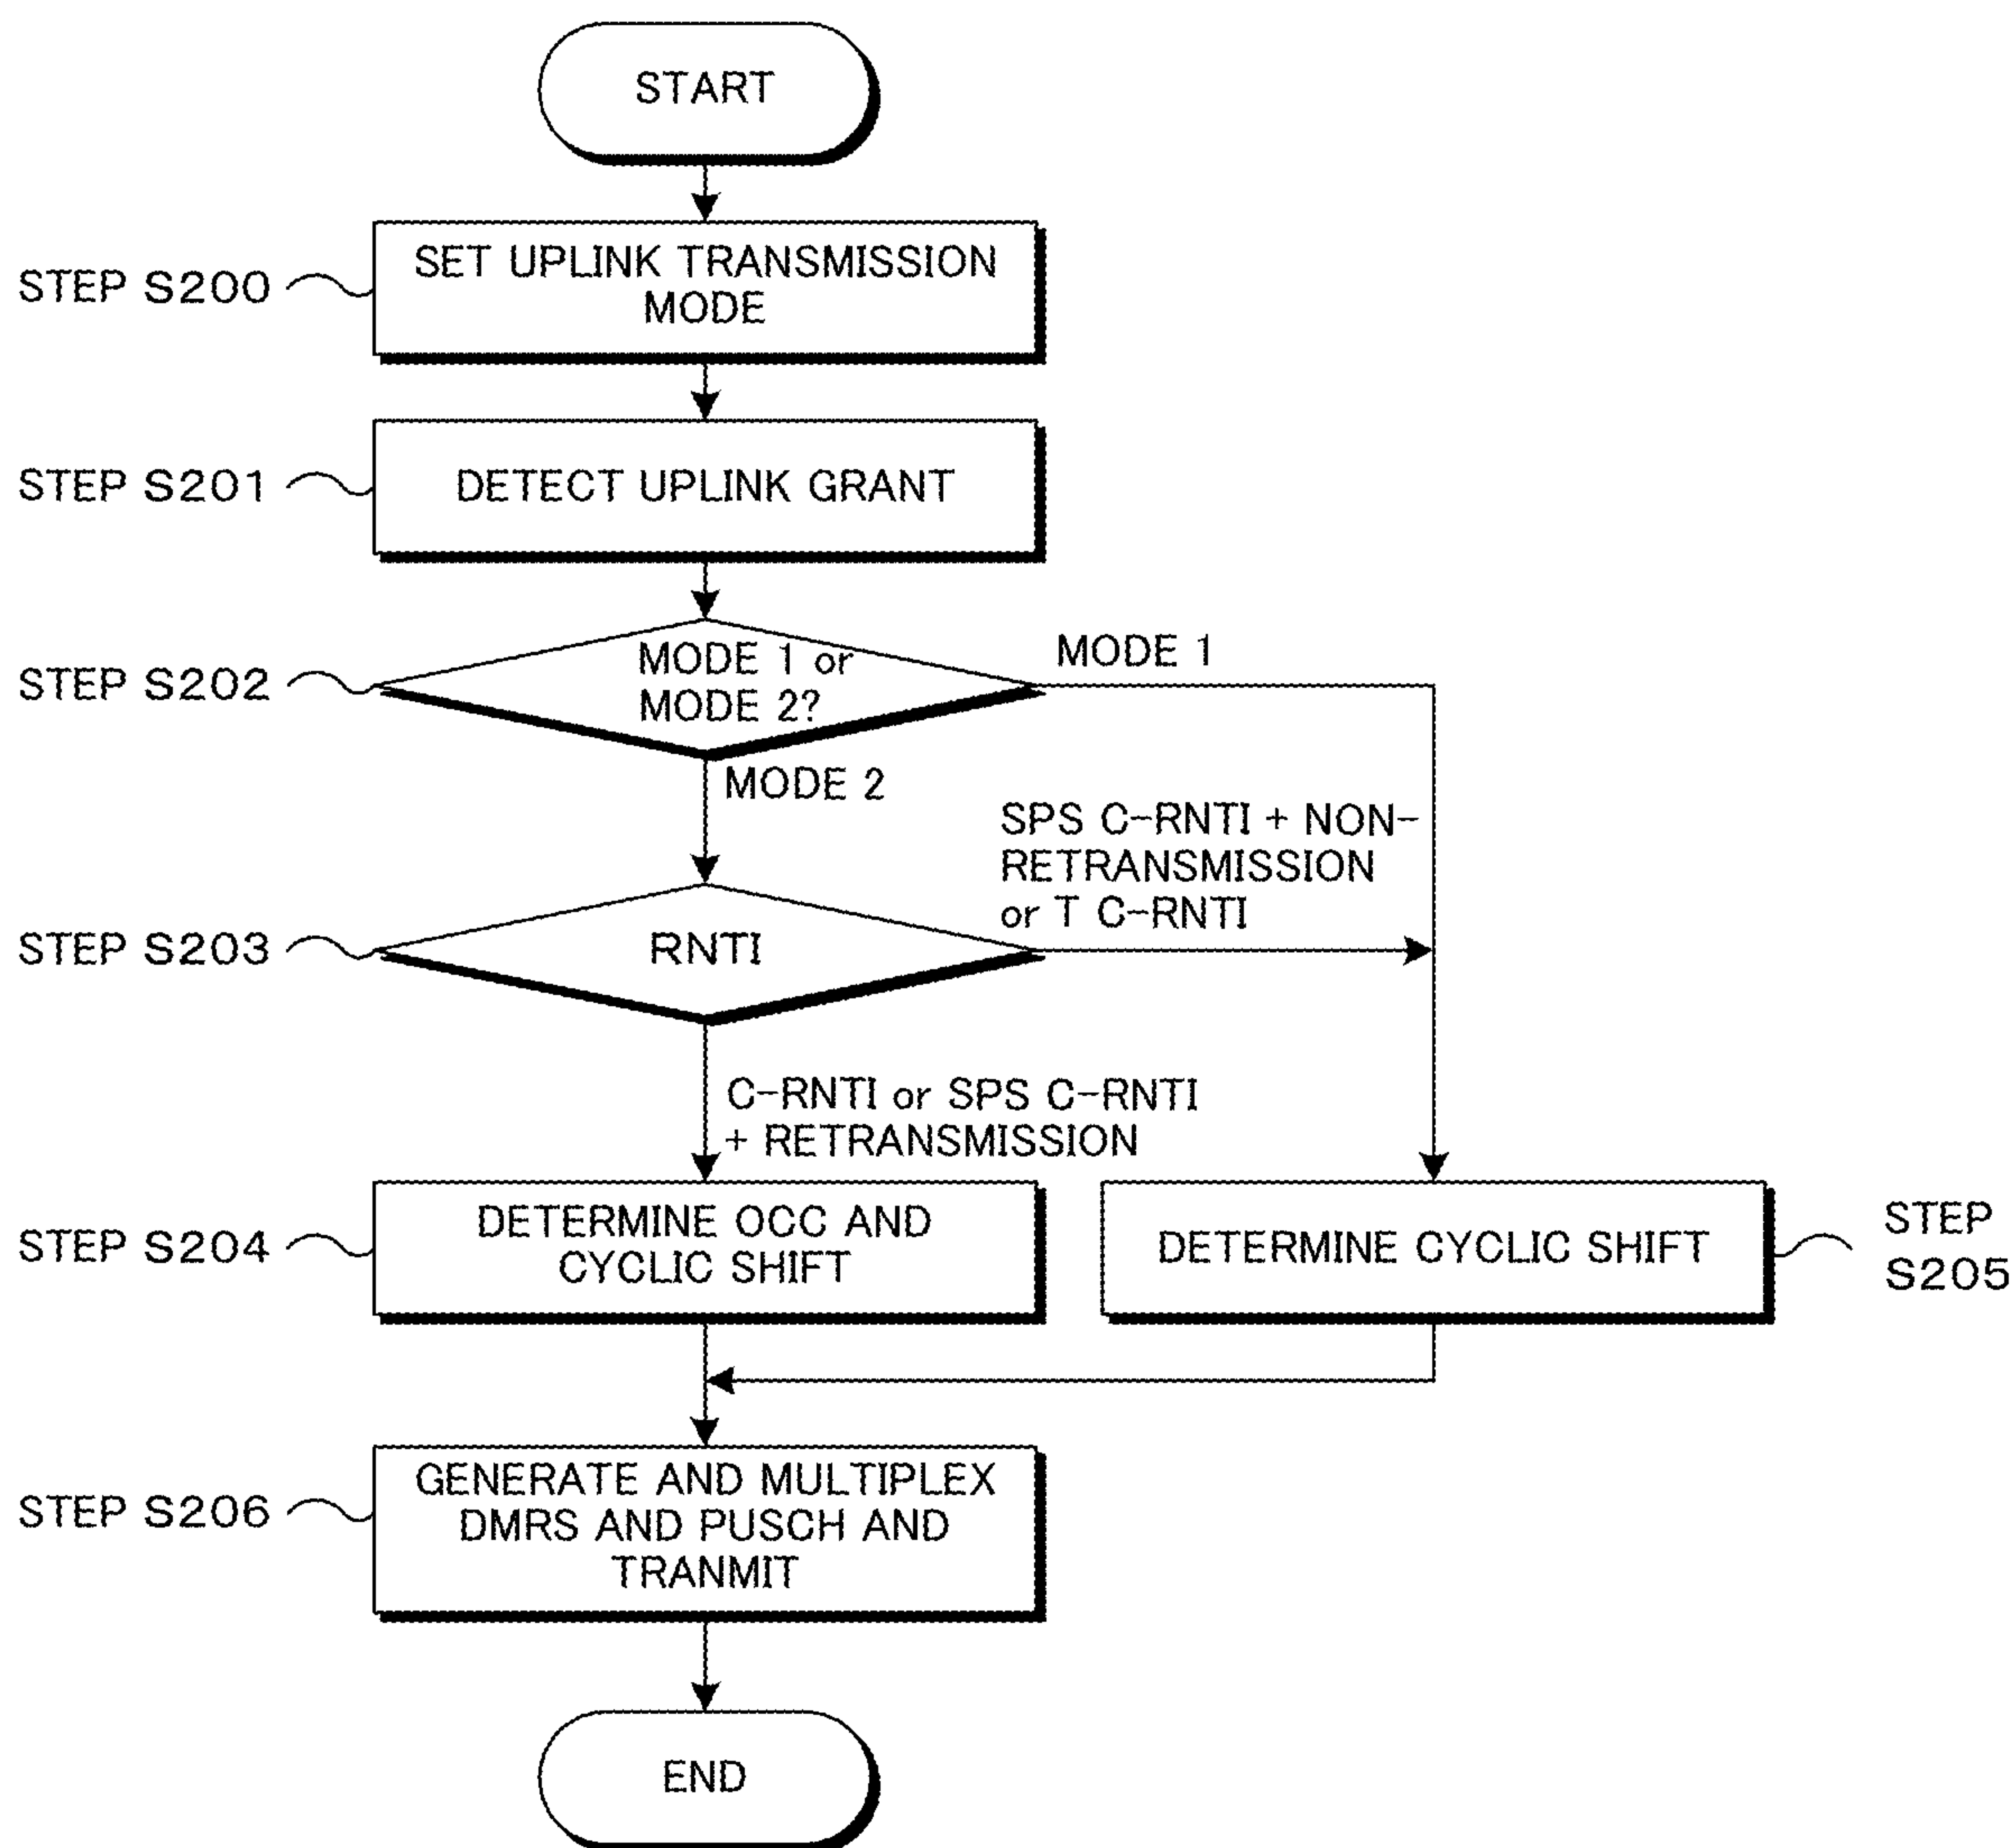 START
STEP S200
SET UPLINK TRANSMISSION
MODE
STEP S201
DETECT UPLINK GRANT
STEP S202
MODE 1 or
MODE 2?
MODE 1
MODE 2
SPS C-RNTI + NON-
RETRANSMISSION
or T C-RNTI
STEP S203
RNTI
C-RNTI or SPS C-RNTI
+ RETRANSMISSION
STEP S204
DETERMINE OCC AND
CYCLIC SHIFT
DETERMINE CYCLIC SHIFT
STEP
S205
STEP S206
GENERATE AND MULTIPLEX
DMRS AND PUSCH AND
TRANMIT
END